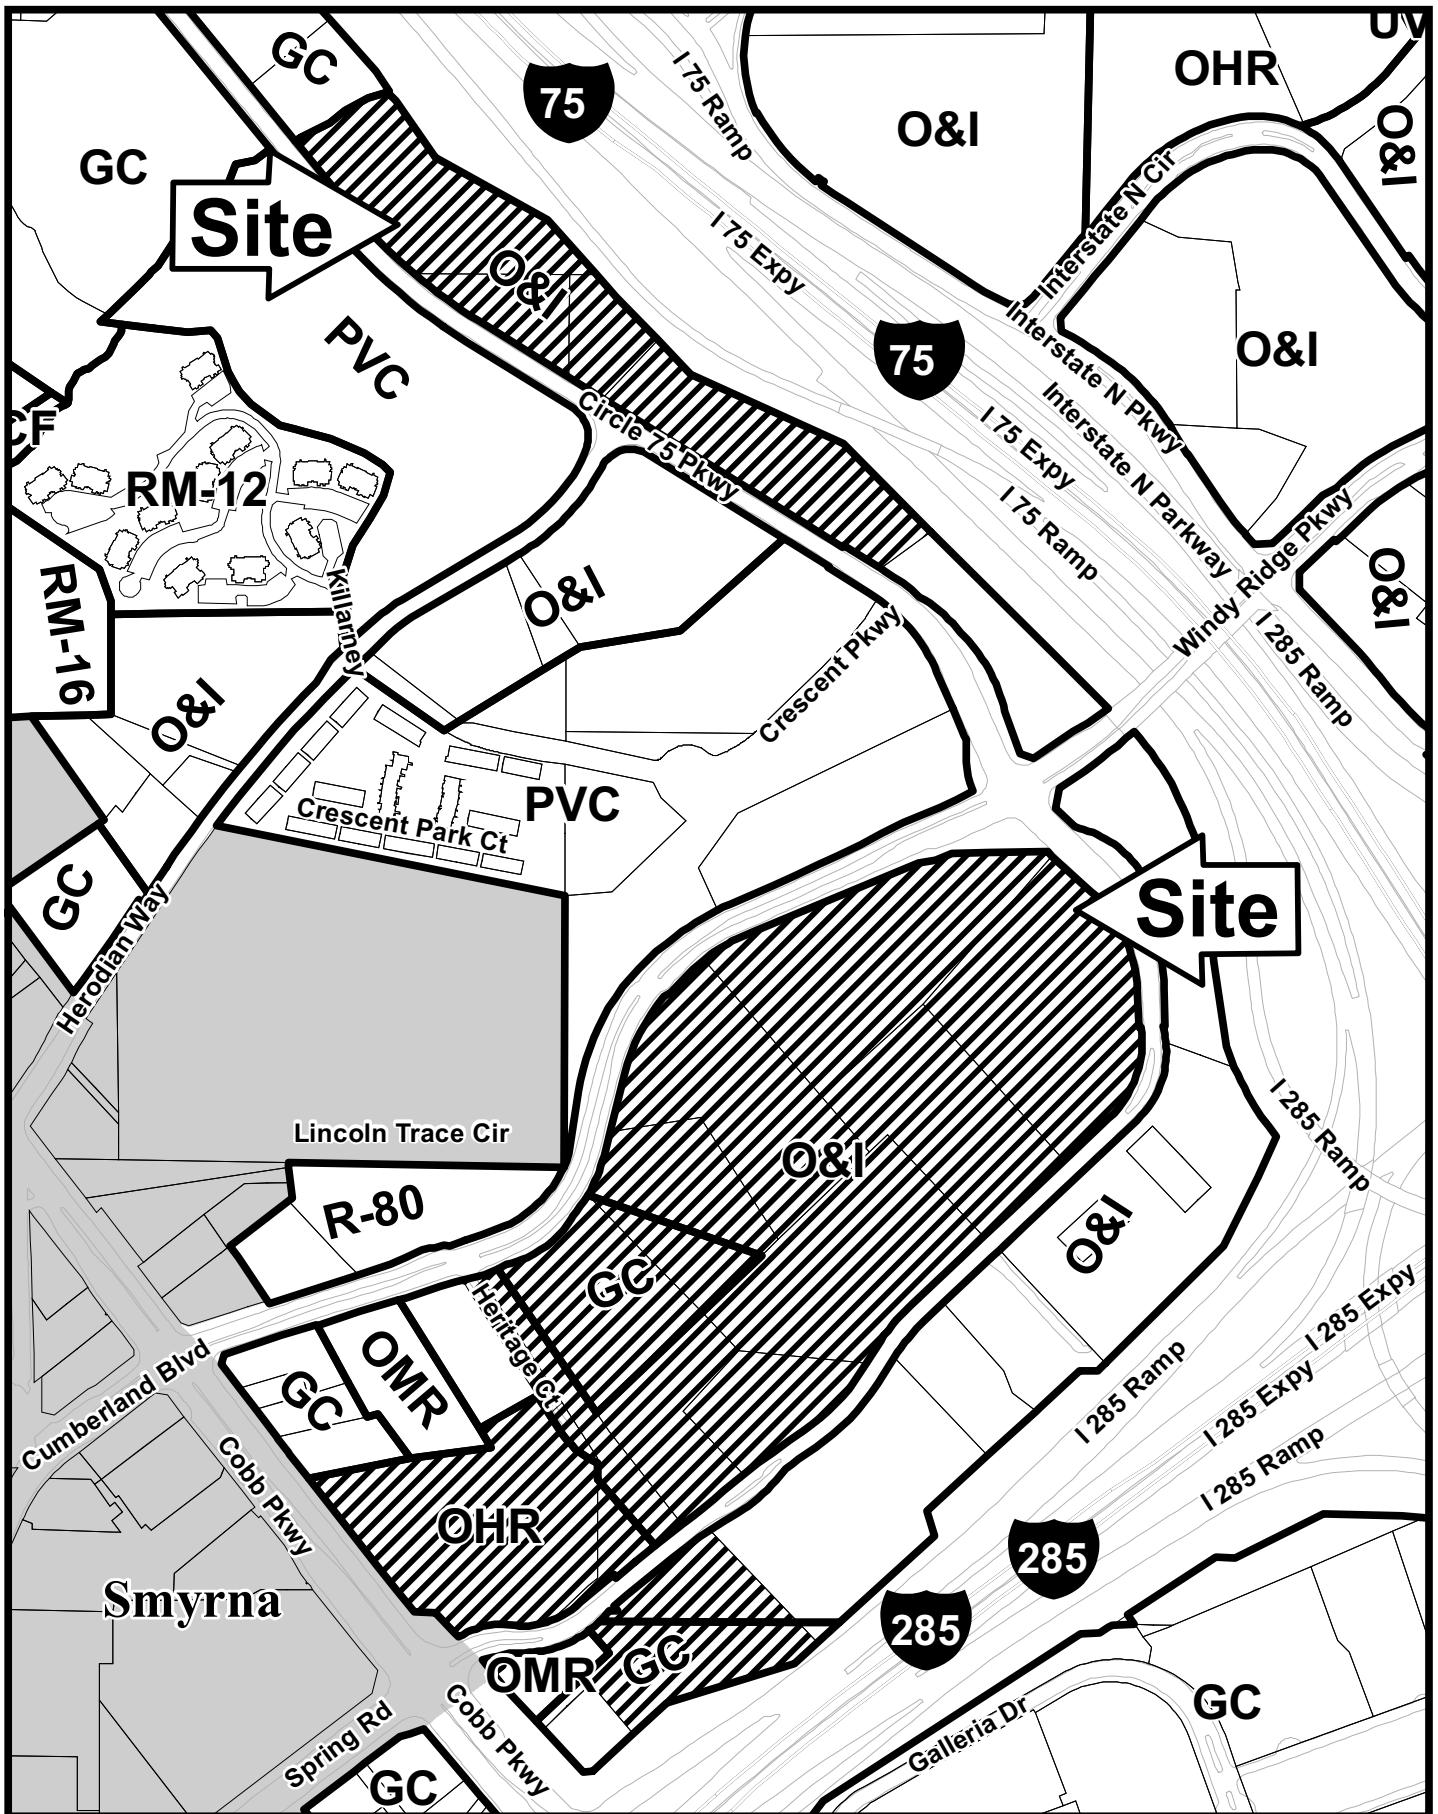 GC
UV
OHR
75
I 75 Ramp
O&I
O&I
GC
Site
Interstate N Cir
I 75 Expy
O&I
PVC
75
Interstate N Pkwy
O&I
CF
Circle 75 Pkwy
I 75 Expy
Interstate N Parkway
RM-12
I 75 Ramp
Windy Ridge Pkwy
O&I
O&I
RM-16
Killarney
I 285 Ramp
Crescent Pkwy
O&I
PVC
Crescent Park Ct
GC
Site
Herodian Way
Lincoln Trace Cir
I 285 Ramp
O&I
R-80
O&I
GC
Heritage Ct
I 285 Expy
OMR
GC
Cumberland Blvd
I 285 Ramp
I 285 Expy
Cobb Pkwy
I 285 Ramp
OHR
285
Smyrna
285
GC
OMR
Cobb Pkwy
Spring Rd
Galleria Dr
GC
GC